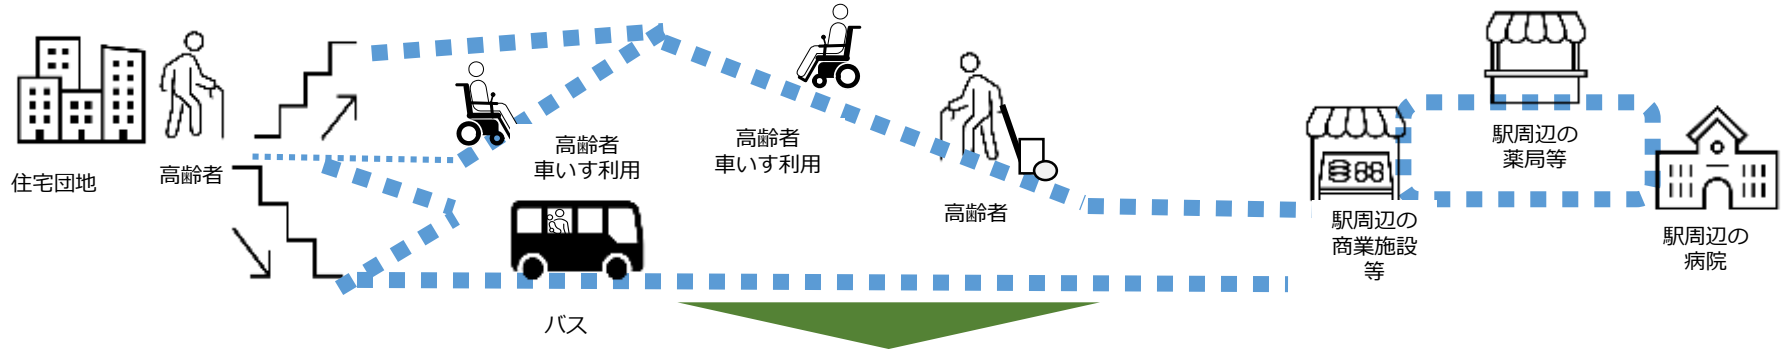 住宅団地
高齢者
高齢者
車いす利用
高齢者
車いす利用
高齢者
バス
駅周辺の
商業施設
等
駅周辺の
薬局等
駅周辺の
病院